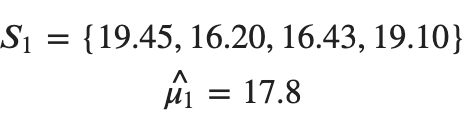 S₁ = {19.45, 16.20, 16.43, 19.10}
μ̂₁ = 17.8